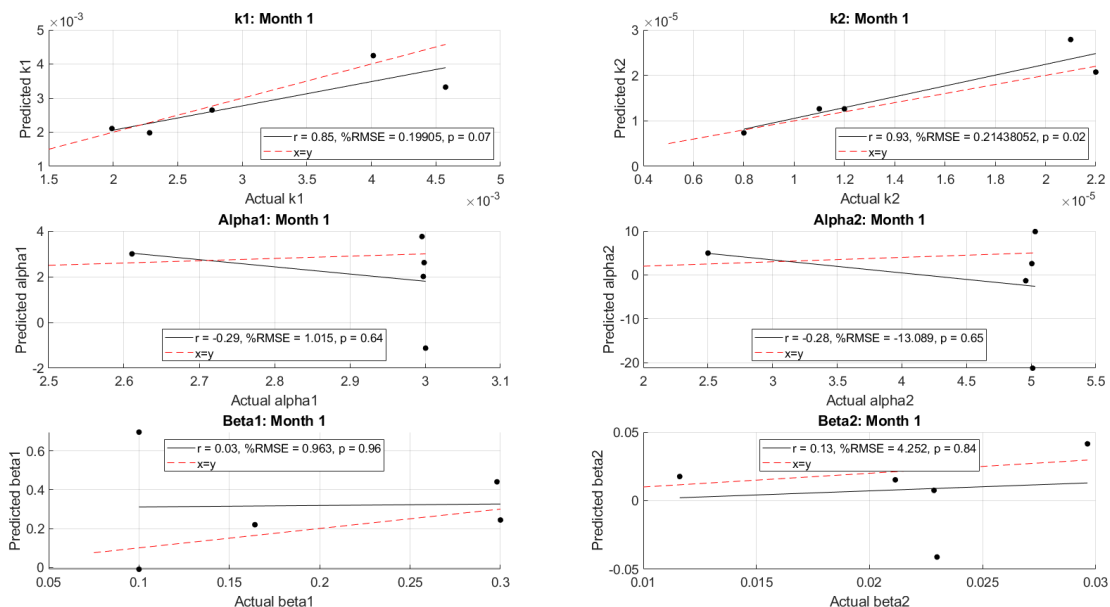 k1: Month 1
×10⁻³
Predicted k1
5
4
3
2
1
r = 0.85, %RMSE = 0.19905, p = 0.07
x=y
1.5 2 2.5 3 3.5 4 4.5 5
Actual k1
×10⁻³
k2: Month 1
×10⁻⁵
Predicted k2
3
2
1
0
r = 0.93, %RMSE = 0.21438052, p = 0.02
x=y
0.4 0.6 0.8 1 1.2 1.4 1.6 1.8 2 2.2
Actual k2
×10⁻⁵
Alpha1: Month 1
Predicted alpha1
4
2
0
-2
r = -0.29, %RMSE = 1.015, p = 0.64
x=y
2.5 2.6 2.7 2.8 2.9 3 3.1
Actual alpha1
Alpha2: Month 1
Predicted alpha2
10
0
-10
-20
r = -0.28, %RMSE = -13.089, p = 0.65
x=y
2 2.5 3 3.5 4 4.5 5 5.5
Actual alpha2
Beta1: Month 1
Predicted beta1
0.6
0.4
0.2
0
r = 0.03, %RMSE = 0.963, p = 0.96
x=y
0.05 0.1 0.15 0.2 0.25 0.3
Actual beta1
Beta2: Month 1
Predicted beta2
0.05
0
-0.05
r = 0.13, %RMSE = 4.252, p = 0.84
x=y
0.01 0.015 0.02 0.025 0.03
Actual beta2